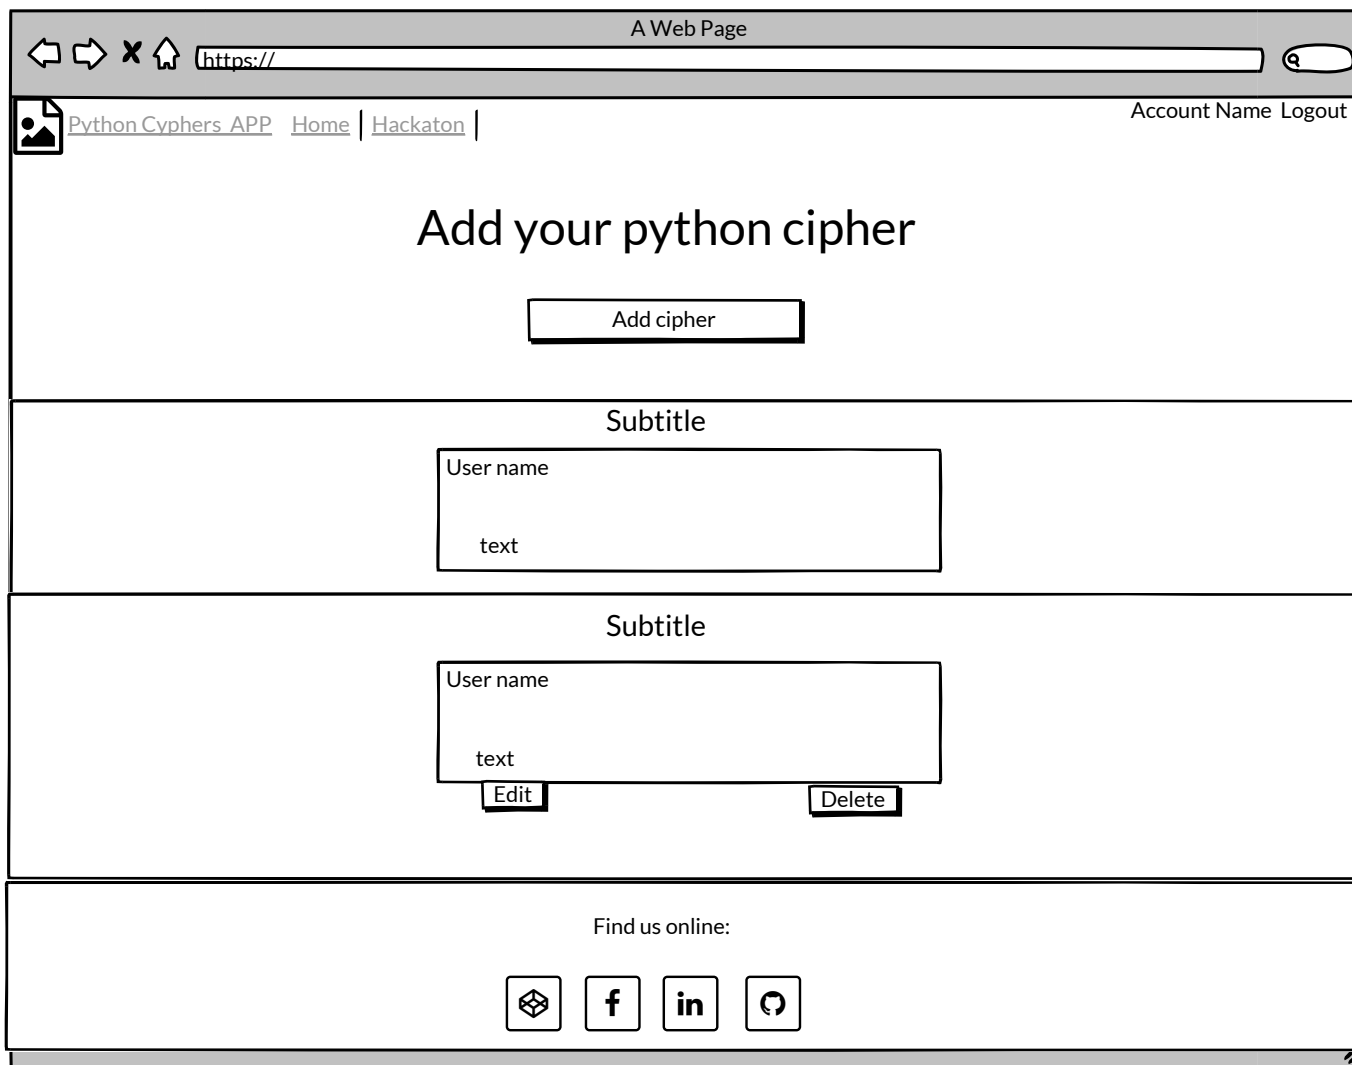 A Web Page
https://
Python Cyphers APP Home Hackaton Account Name Logout
Add your python cipher
Add cipher
Subtitle
User name
text
Subtitle
User name
text
Edit Delete
Find us online:
f in